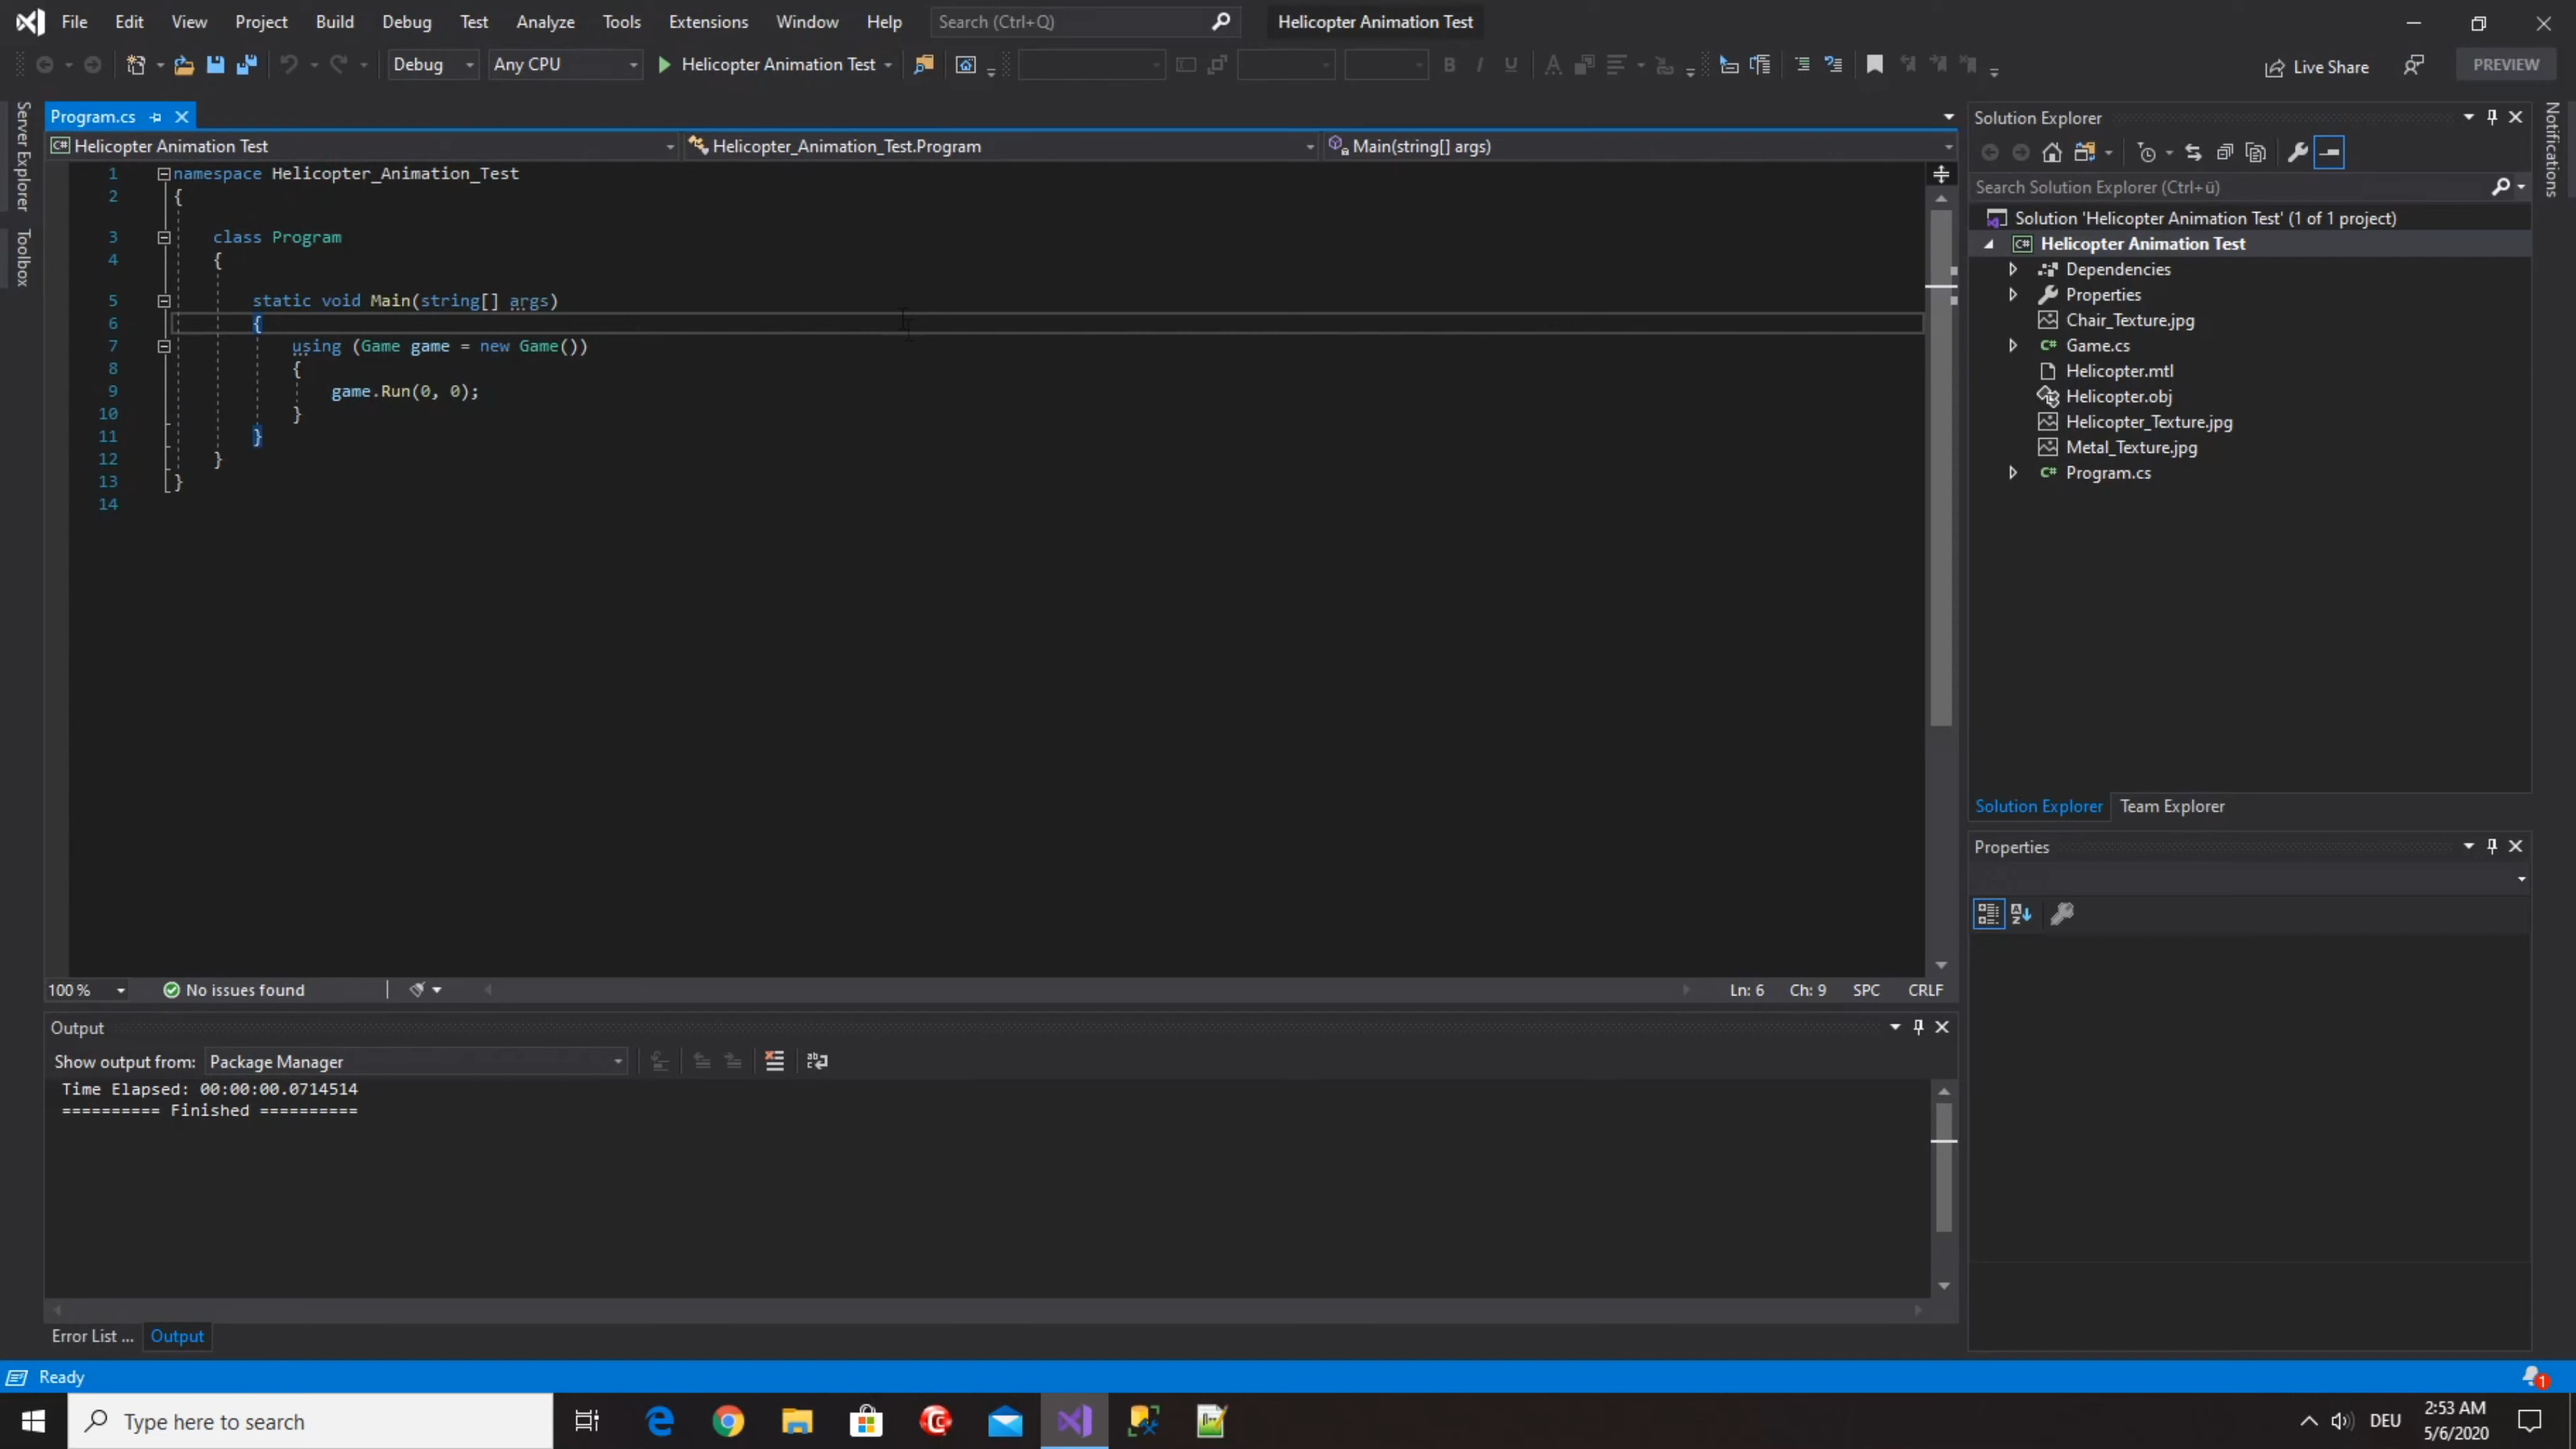 File Edit View Project Build Debug Test Analyze Tools Extensions Window Help Search (Ctrl+Q) Helicopter Animation Test
Debug Any CPU Helicopter Animation Test Live Share PREVIEW
Server Explorer
Toolbox
Program.cs
Helicopter Animation Test Helicopter_Animation_Test.Program Main(string[] args)
1 namespace Helicopter_Animation_Test
2 {
3 class Program
4 {
5 static void Main(string[] args)
6 {
7 using (Game game = new Game())
8 {
9 game.Run(0, 0);
10 }
11 }
12 }
13 }
14
100 % No issues found Ln: 6 Ch: 9 SPC CRLF
Output
Show output from: Package Manager
Time Elapsed: 00:00:00.0714514
========== Finished ==========
Error List ... Output
Solution Explorer
Search Solution Explorer (Ctrl+ü)
Solution 'Helicopter Animation Test' (1 of 1 project)
Helicopter Animation Test
Dependencies
Properties
Chair_Texture.jpg
Game.cs
Helicopter.mtl
Helicopter.obj
Helicopter_Texture.jpg
Metal_Texture.jpg
Program.cs
Solution Explorer Team Explorer
Properties
Notifications
Ready 1
Type here to search DEU 2:53 AM
5/6/2020